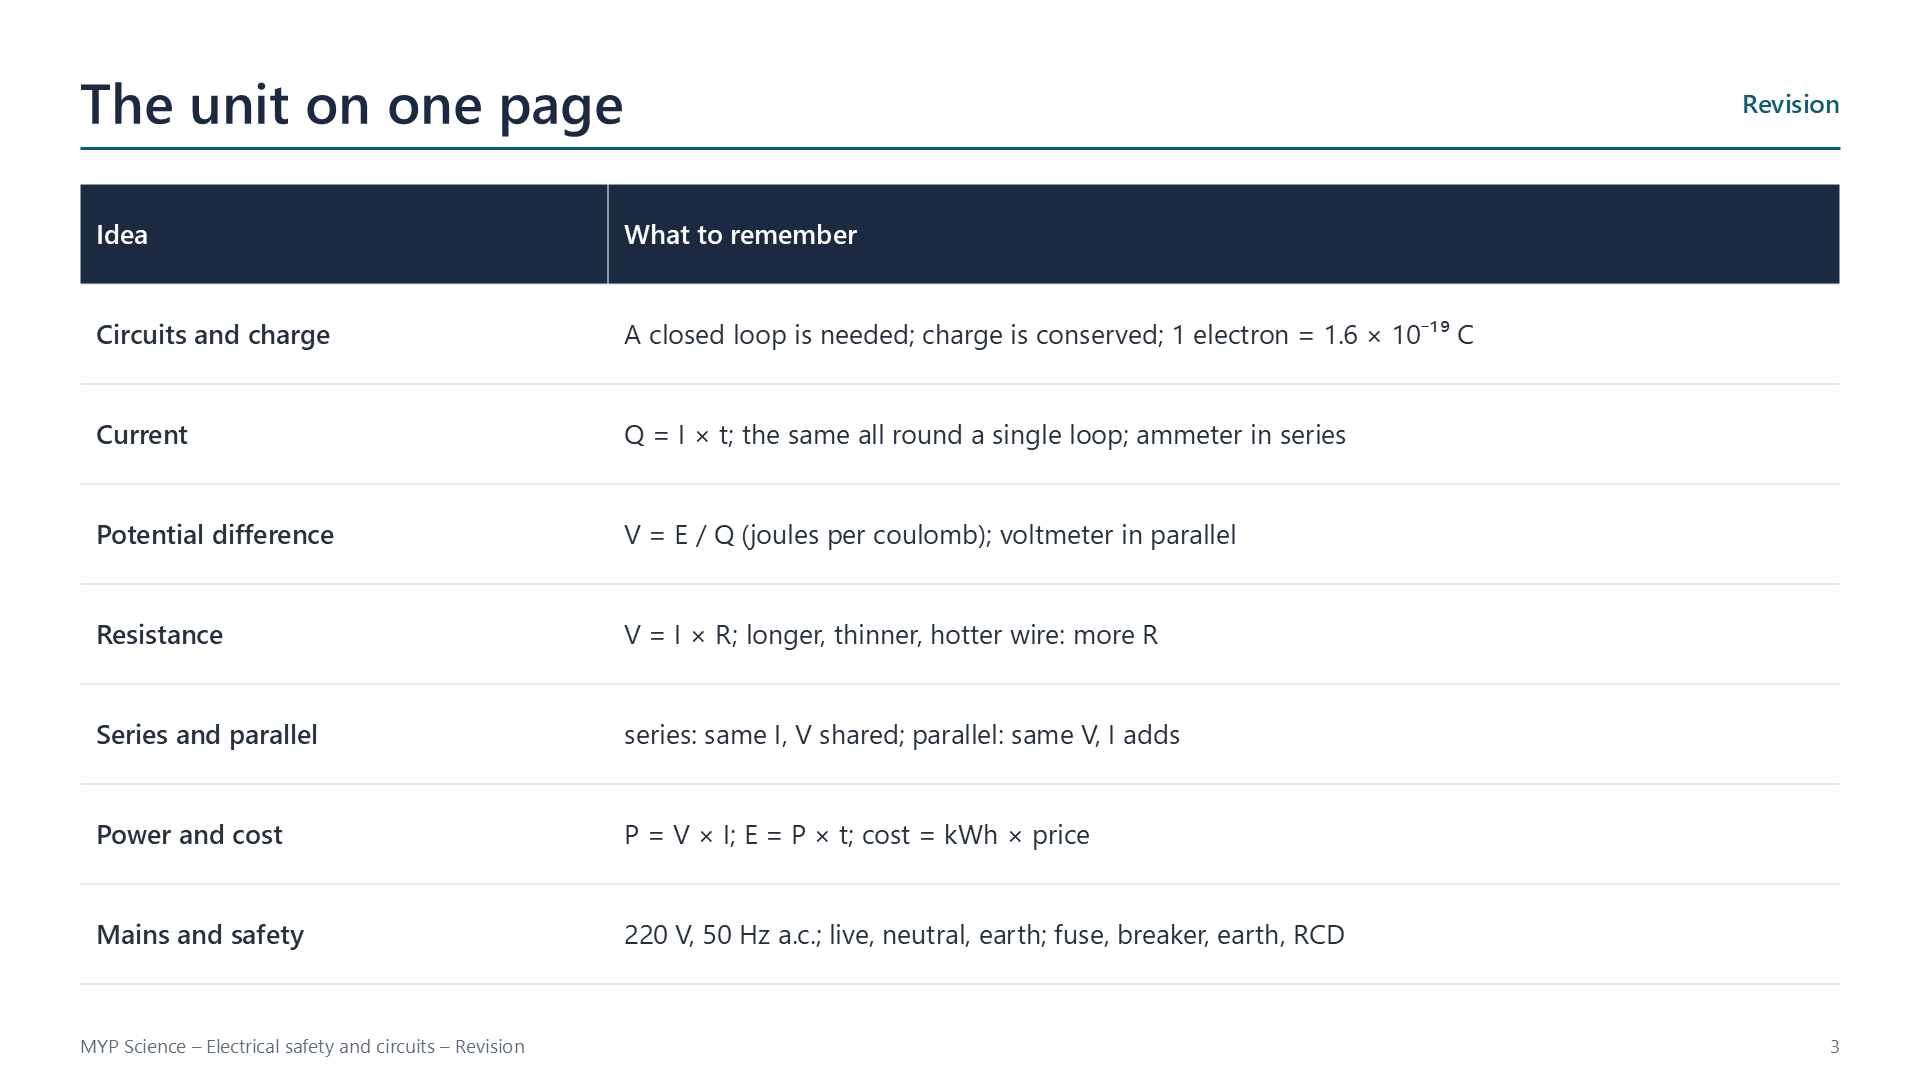 The unit on one page
Revision
Idea
What to remember
Circuits and charge
A closed loop is needed; charge is conserved; 1 electron = 1.6 × 10⁻¹⁹ C
Current
Q = I × t; the same all round a single loop; ammeter in series
Potential difference
V = E / Q (joules per coulomb); voltmeter in parallel
Resistance
V = I × R; longer, thinner, hotter wire: more R
Series and parallel
series: same I, V shared; parallel: same V, I adds
Power and cost
P = V × I; E = P × t; cost = kWh × price
Mains and safety
220 V, 50 Hz a.c.; live, neutral, earth; fuse, breaker, earth, RCD
MYP Science – Electrical safety and circuits – Revision
3